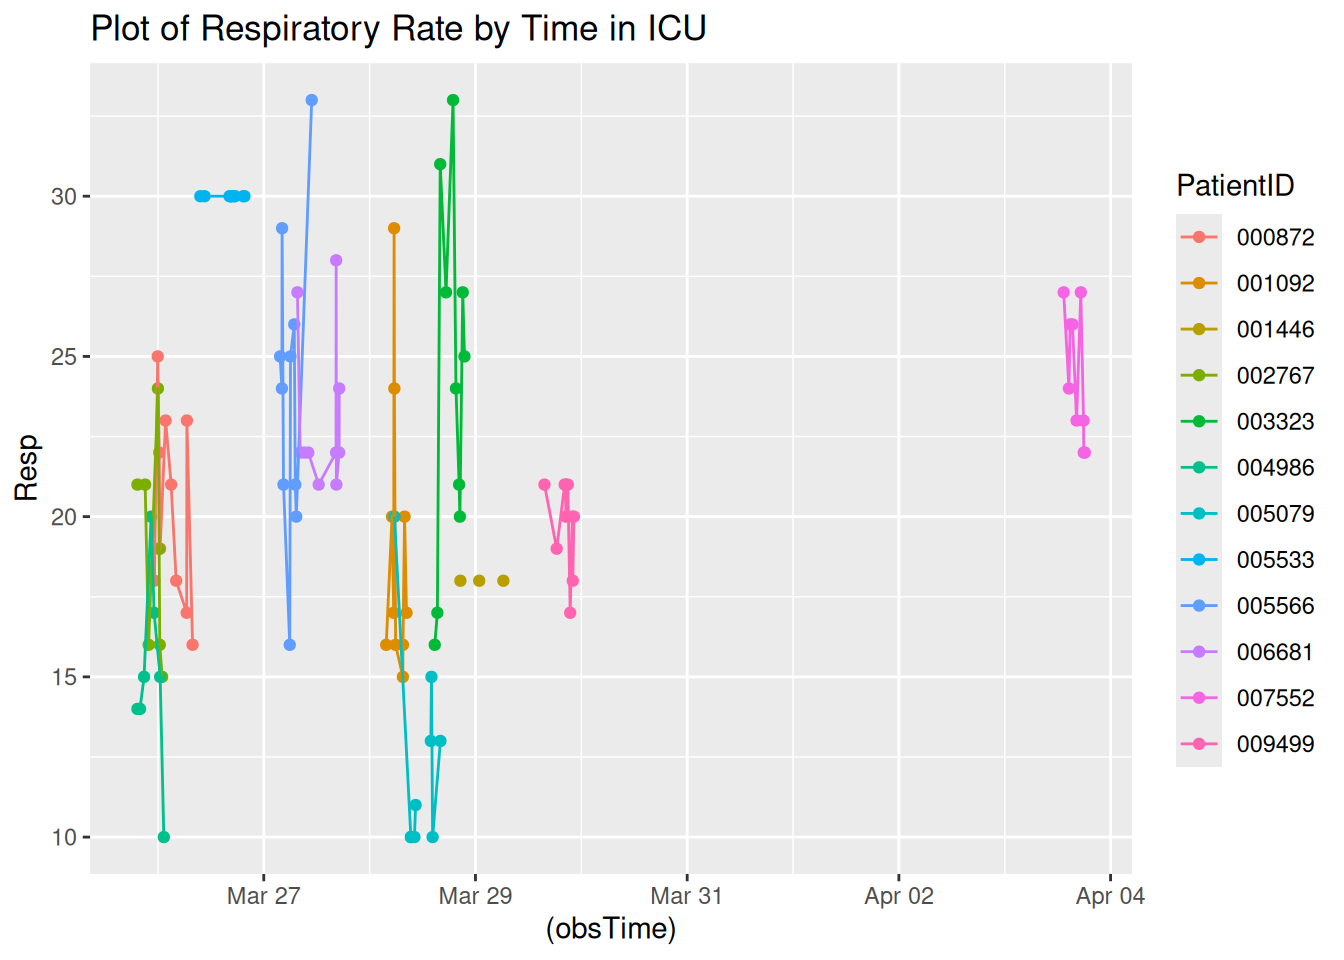 Plot of Respiratory Rate by Time in ICU
Resp
30
25
20
15
10
Mar 27
Mar 29
Mar 31
Apr 02
Apr 04
(obsTime)
PatientID
000872
001092
001446
002767
003323
004986
005079
005533
005566
006681
007552
009499